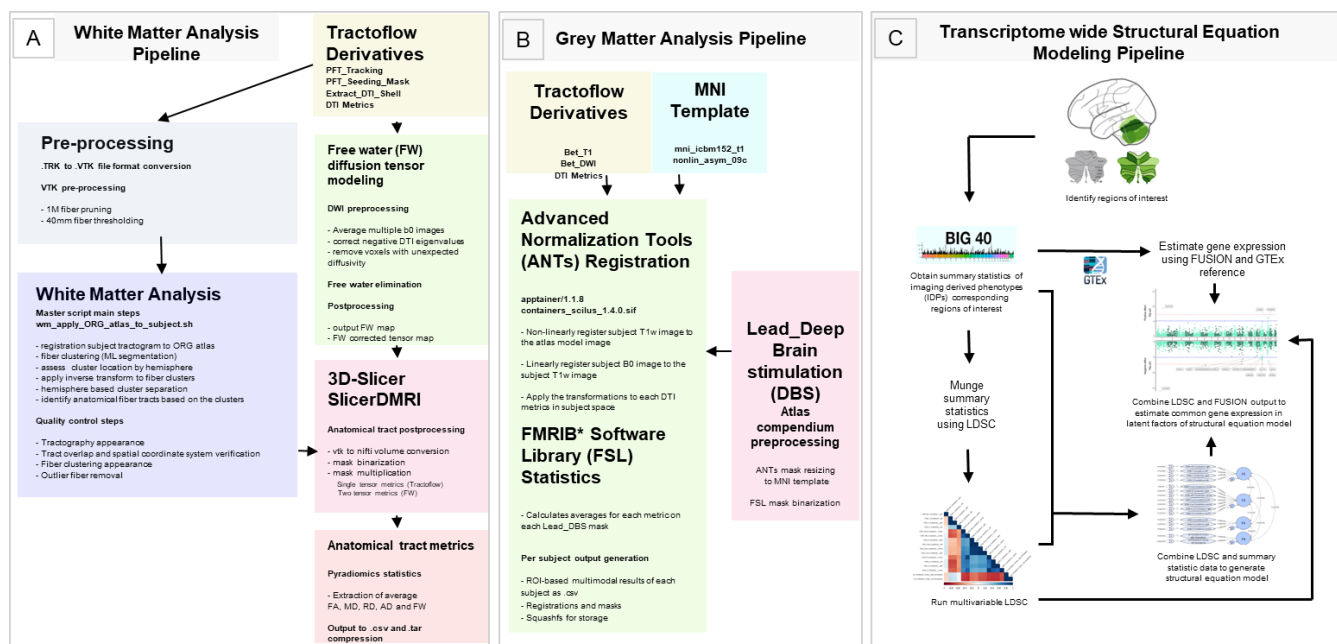 A
White Matter Analysis
Pipeline
Tractoflow
Derivatives
PFT_Tracking
PFT_Seeding_Mask
Extract_DTI_Shell
DTI Metrics
Pre-processing
.TRK to .VTK file format conversion
VTK pre-processing
- 1M fiber pruning
- 40mm fiber thresholding
Free water (FW)
diffusion tensor
modeling
DWI preprocessing
- Average multiple b0 images
- correct negative DTI eigenvalues
- remove voxels with unexpected
diffusivity
Free water elimination
Postprocessing
- output FW map
- FW corrected tensor map
White Matter Analysis
Master script main steps
wm_apply_ORG_atlas_to_subject.sh
- registration subject tractogram to ORG atlas
- fiber clustering (ML segmentation)
- assess cluster location by hemisphere
- apply inverse transform to fiber clusters
- hemisphere based cluster separation
- identify anatomical fiber tracts based on the clusters
Quality control steps
- Tractography appearance
- Tract overlap and spatial coordinate system verification
- Fiber clustering appearance
- Outlier fiber removal
3D-Slicer
SlicerDMRI
Anatomical tract postprocessing
- vtk to nifti volume conversion
- mask binarization
- mask multiplication
Single tensor metrics (Tractoflow)
Two tensor metrics (FW)
Anatomical tract metrics
Pyradiomics statistics
- Extraction of average
FA, MD, RD, AD and FW
Output to .csv and .tar
compression
B
Grey Matter Analysis Pipeline
Tractoflow
Derivatives
Bet_T1
Bet_DWI
DTI Metrics
MNI
Template
mni_icbm152_t1
nonlin_asym_09c
Advanced
Normalization Tools
(ANTs) Registration
apptainer/1.1.8
containers_scilus_1.4.0.sif
- Non-linearly register subject T1w image to
the atlas model image
- Linearly register subject B0 image to the
subject T1w image
- Apply the transformations to each DTI
metrics in subject space
FMRIB* Software
Library (FSL)
Statistics
- Calculates averages for each metric on
each Lead_DBS mask
Per subject output generation
- ROI-based multimodal results of each
subject as .csv
- Registrations and masks
- Squashfs for storage
Lead_Deep
Brain
stimulation
(DBS)
Atlas
compendium
preprocessing
ANTs mask resizing
to MNI template
FSL mask binarization
C
Transcriptome wide Structural Equation
Modeling Pipeline
Identify regions of interest
BIG 40
Obtain summary statistics of
imaging derived phenotypes
(IDPs) corresponding
regions of interest
GTEx
Estimate gene expression
using FUSION and GTEx
reference
Munge
summary
statistics
using LDSC
Combine LDSC and FUSION output to
estimate common gene expression in
latent factors of structural equation model
Combine LDSC and summary
statistic data to generate
structural equation model
Run multivariable LDSC